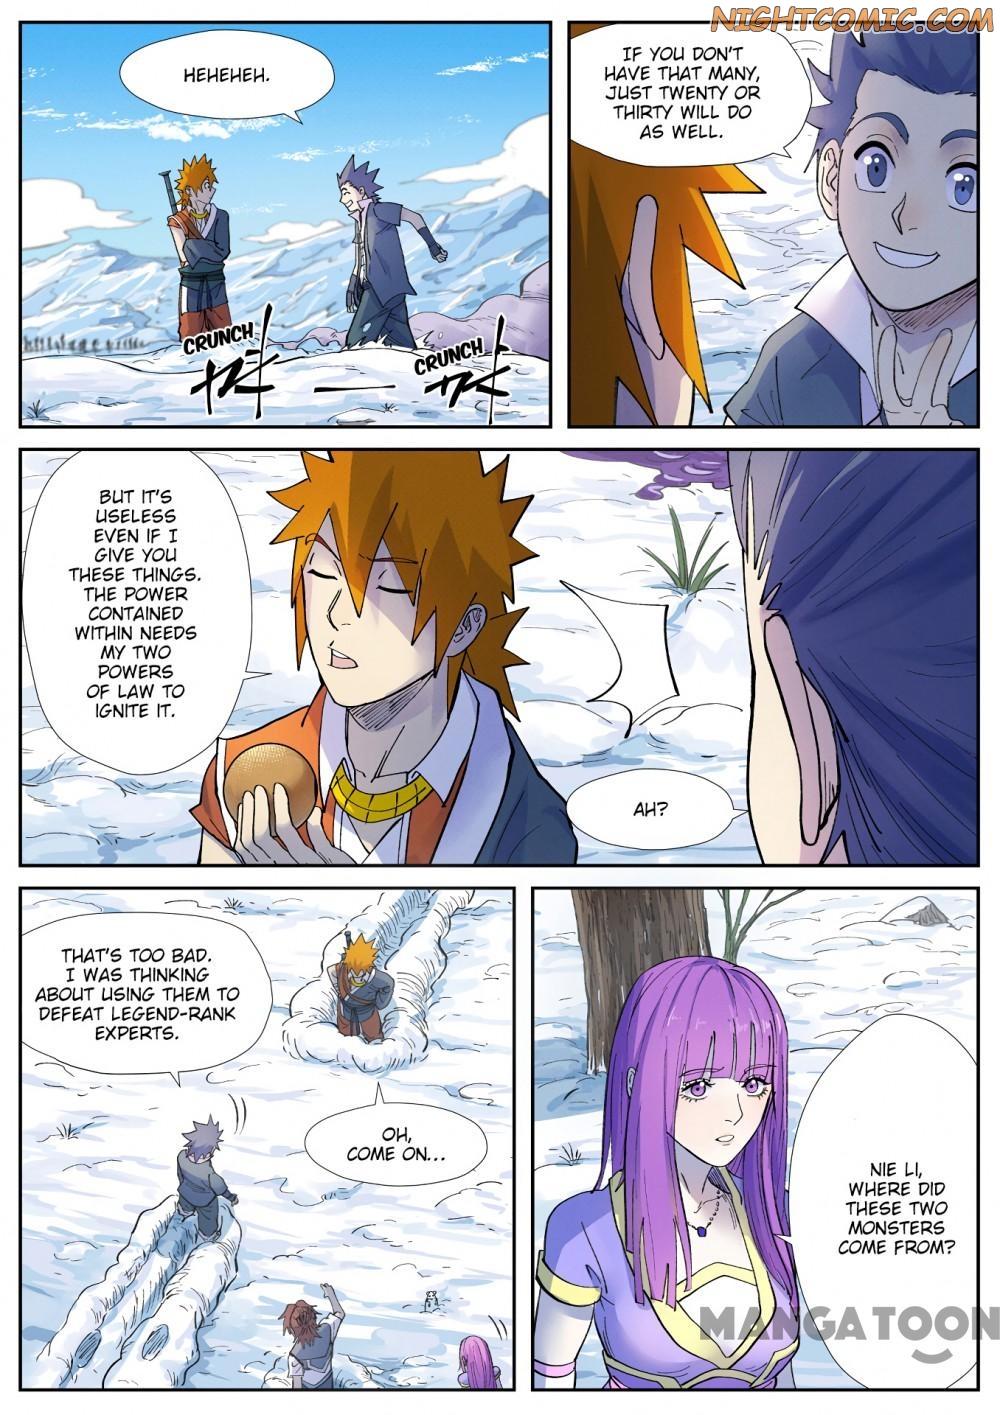 NIGHTCOMIC.COM
HEHEHEH.
IF YOU DON'T
HAVE THAT MANY,
JUST TWENTY OR
THIRTY WILL DO
AS WELL.
CRUNCH
CRUNCH
BUT IT'S
USELESS
EVEN IF I
GIVE YOU
THESE THINGS.
THE POWER
CONTAINED
WITHIN NEEDS
MY TWO
POWERS
OF LAW TO
IGNITE IT.
AH?
THAT'S TOO BAD.
I WAS THINKING
ABOUT USING THEM TO
DEFEAT LEGEND-RANK
EXPERTS.
OH,
COME ON...
NIE LI,
WHERE DID
THESE TWO
MONSTERS
COME FROM?
MANGATOON